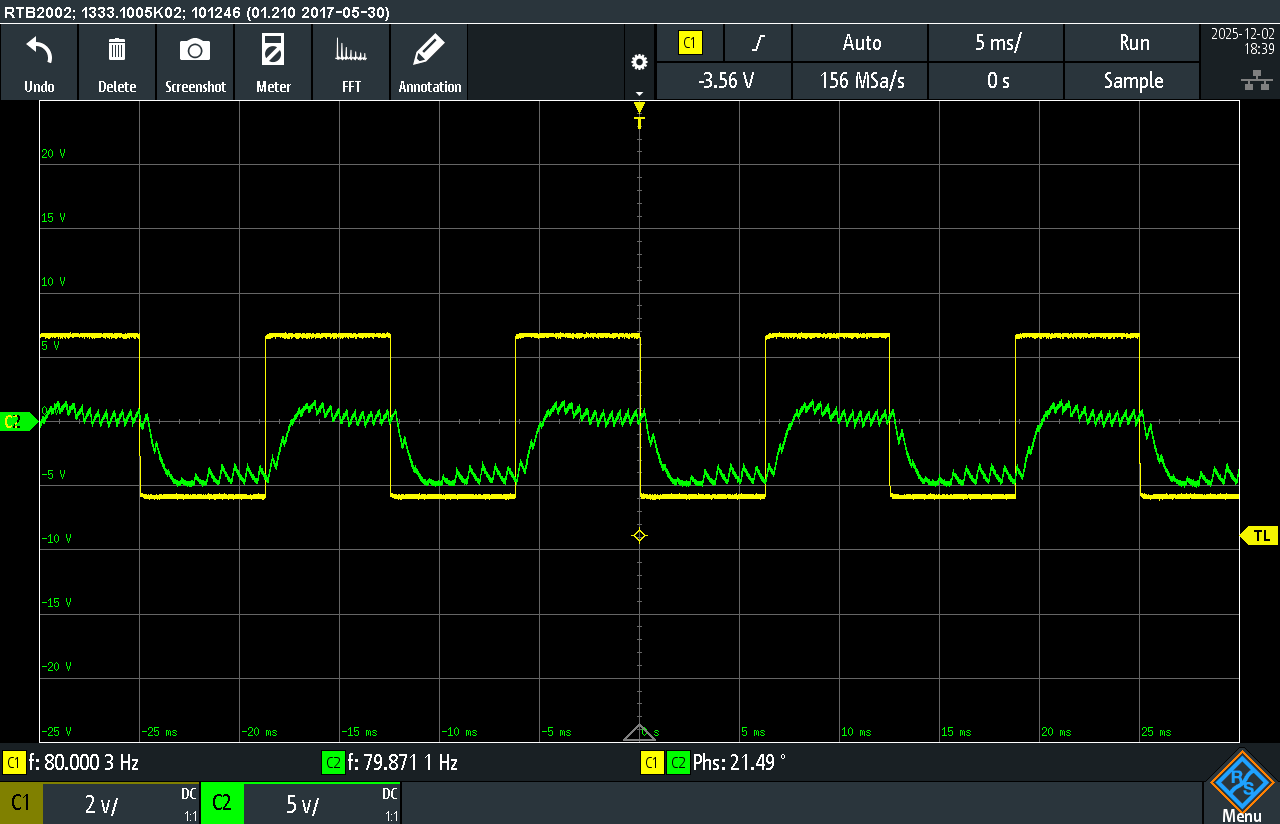 RTB2002; 1333.1005K02; 101246 (01.210 2017-05-30)
Undo
Delete
Screenshot
Meter
FFT
Annotation
C1
Auto
5 ms/
Run
-3.56 V
156 MSa/s
0 s
Sample
2025-12-02
18:39
T
20 V
15 V
10 V
5 V
0 V
C2
-5 V
-10 V
TL
-15 V
-20 V
-25 V
-25 ms
-20 ms
-15 ms
-10 ms
-5 ms
0 s
5 ms
10 ms
15 ms
20 ms
25 ms
C1 f: 80.000 3 Hz
C2 f: 79.871 1 Hz
C1 C2 Phs: 21.49 °
C1 2 V/ DC 1:1
C2 5 V/ DC 1:1
R S
Menu